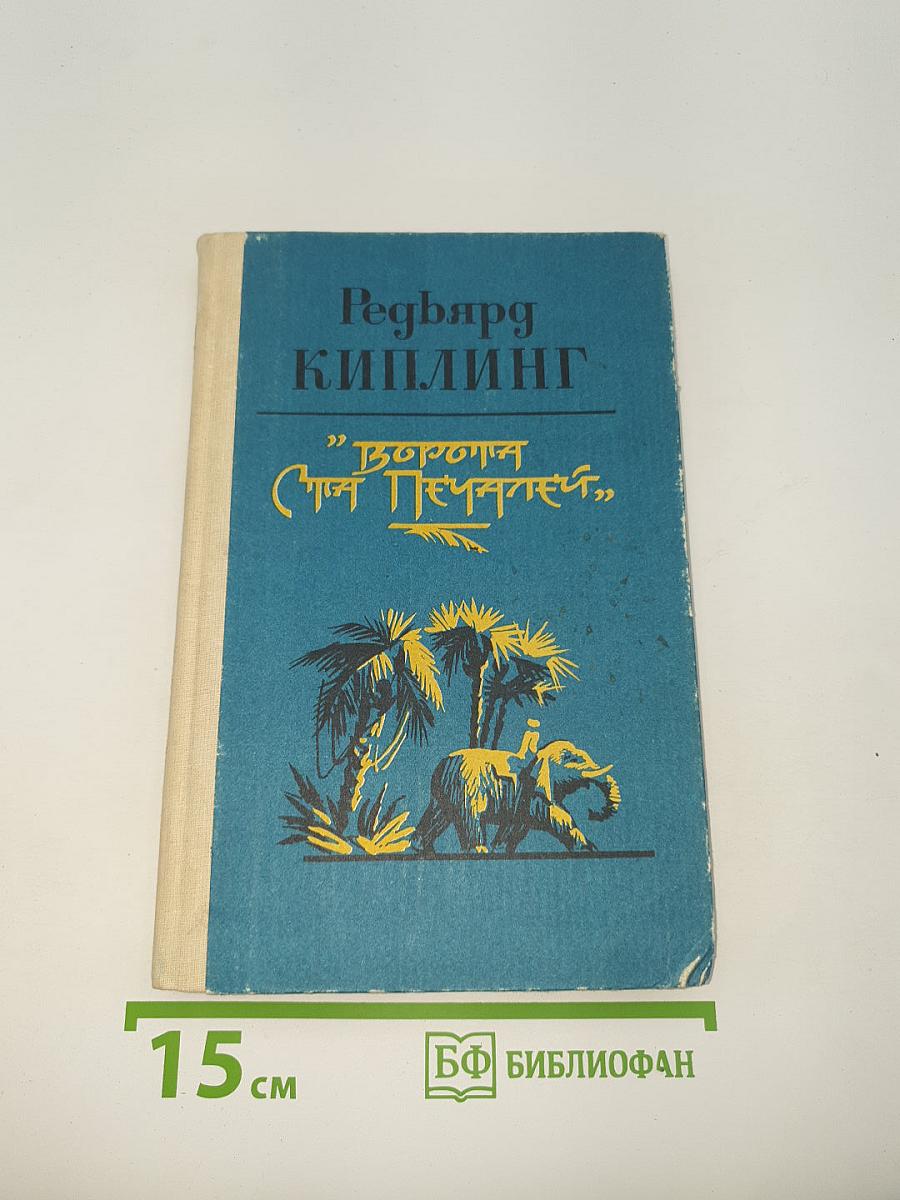 Редьярд
КИПЛИНГ
„Ворота
Ста Печалей”
15 см
БФ БИБЛИОФАН